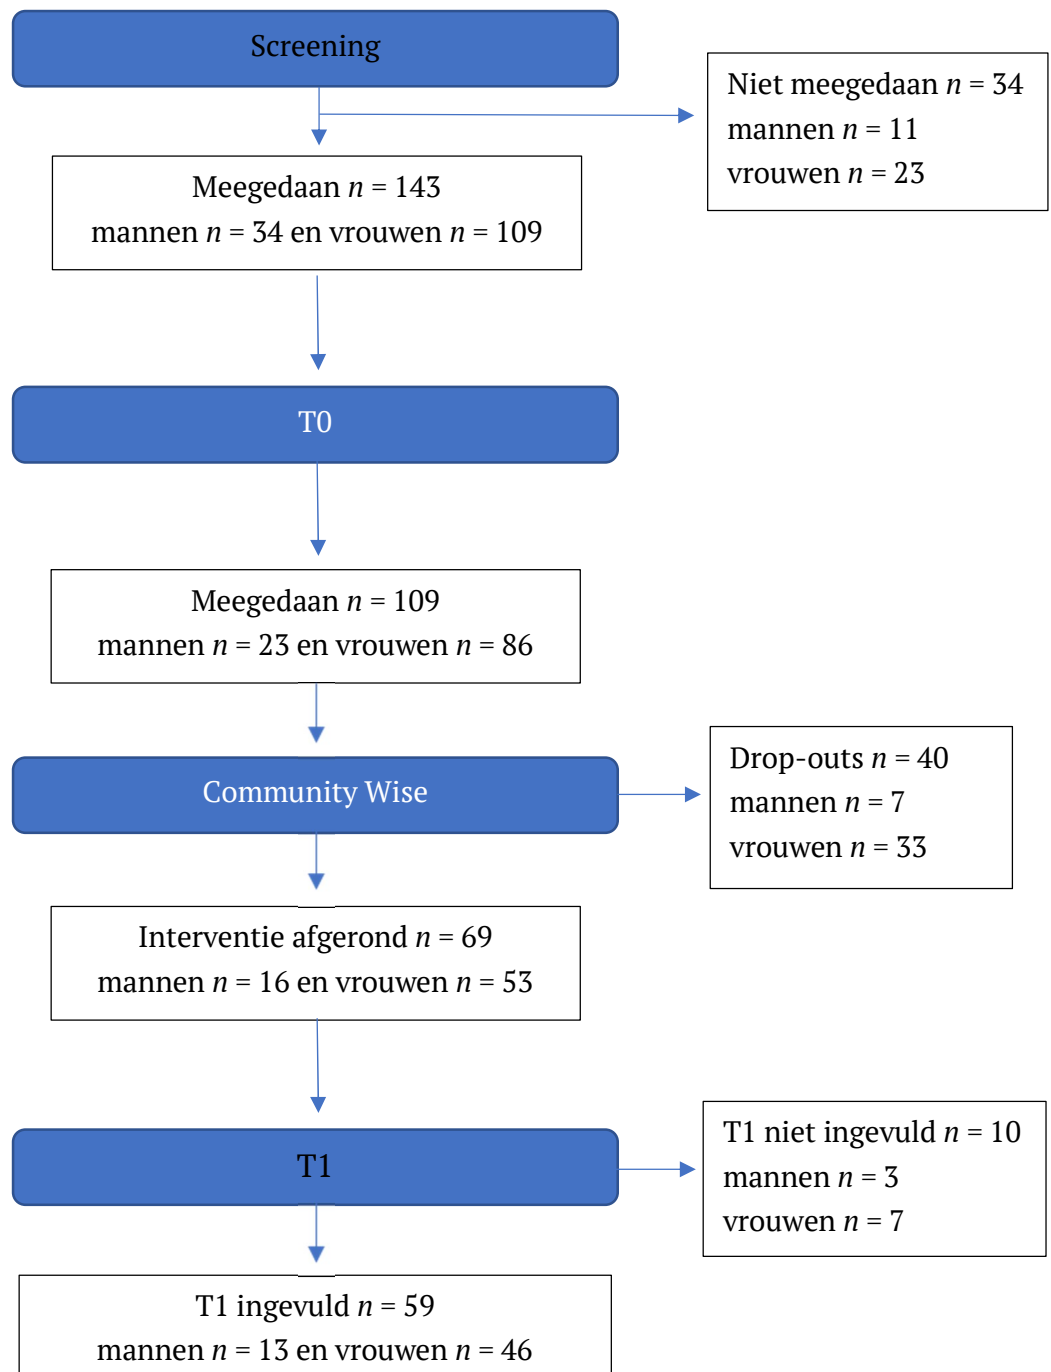 Screening
Niet meegedaan n = 34
mannen n = 11
vrouwen n = 23
Meegedaan n = 143
mannen n = 34 en vrouwen n = 109
T0
Meegedaan n = 109
mannen n = 23 en vrouwen n = 86
Community Wise
Drop-outs n = 40
mannen n = 7
vrouwen n = 33
Interventie afgerond n = 69
mannen n = 16 en vrouwen n = 53
T1
T1 niet ingevuld n = 10
mannen n = 3
vrouwen n = 7
T1 ingevuld n = 59
mannen n = 13 en vrouwen n = 46